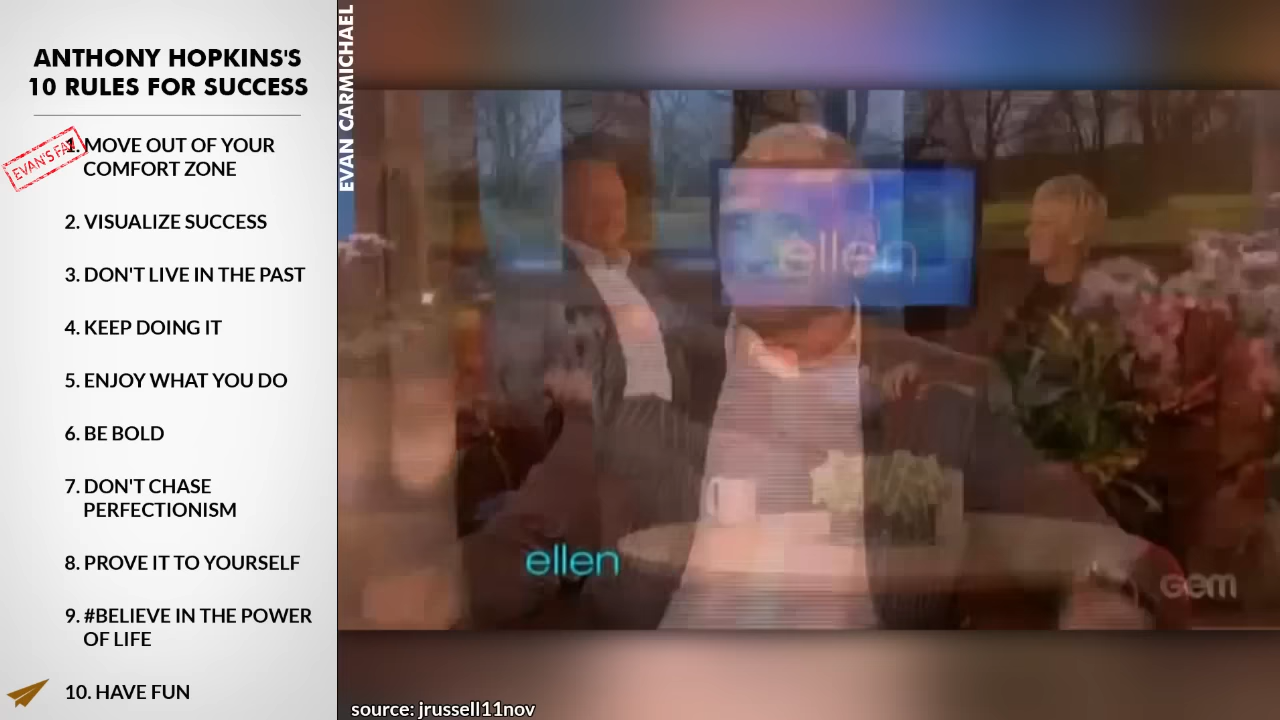 ANTHONY HOPKINS'S
10 RULES FOR SUCCESS
EVAN'S FAV
1. MOVE OUT OF YOUR
COMFORT ZONE
2. VISUALIZE SUCCESS
3. DON'T LIVE IN THE PAST
4. KEEP DOING IT
5. ENJOY WHAT YOU DO
6. BE BOLD
7. DON'T CHASE
PERFECTIONISM
8. PROVE IT TO YOURSELF
9. #BELIEVE IN THE POWER
OF LIFE
10. HAVE FUN
EVAN CARMICHAEL
ellen
ellen
GEM
source: jrussell11nov